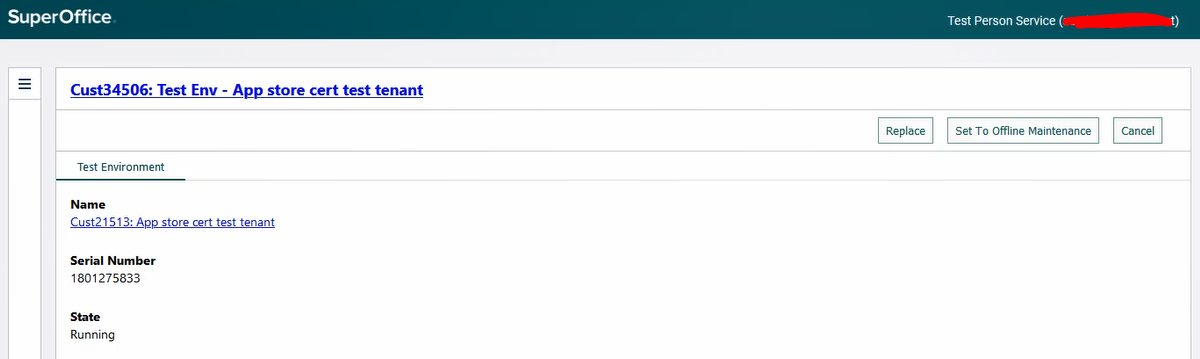 SuperOffice.
Test Person Service ( t)
Cust34506: Test Env - App store cert test tenant
Replace
Set To Offline Maintenance
Cancel
Test Environment
Name
Cust21513: App store cert test tenant
Serial Number
1801275833
State
Running